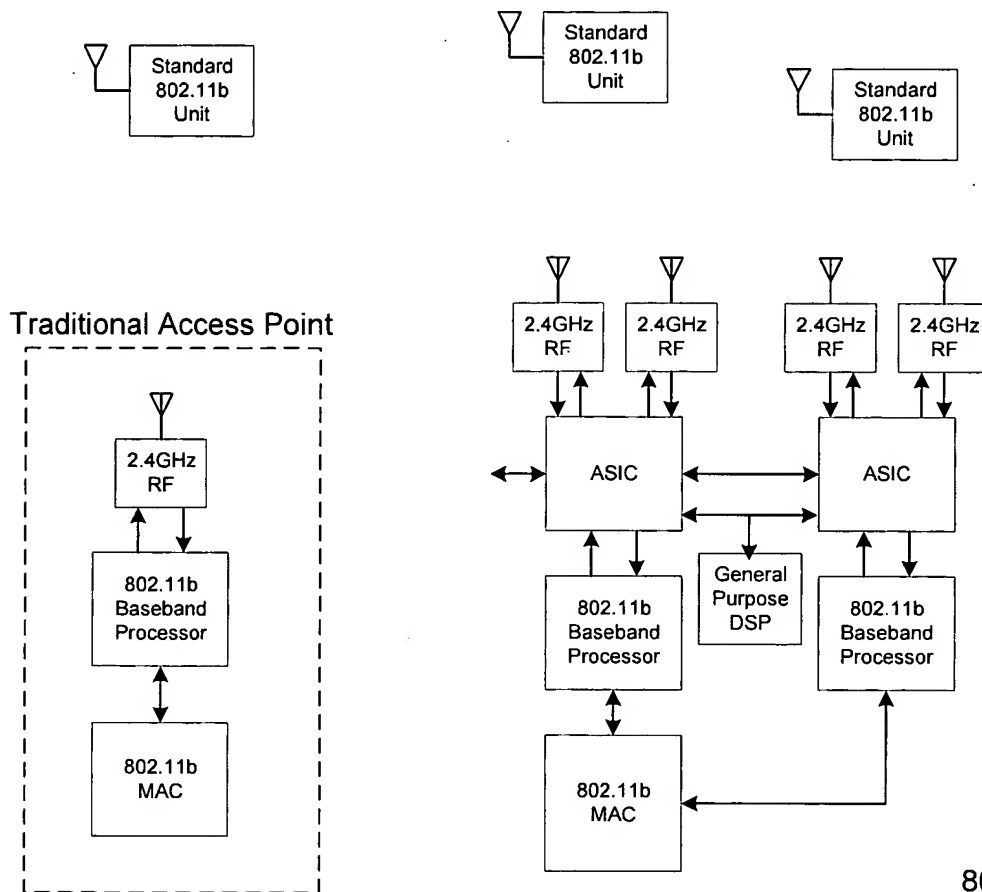 Standard
802.11b
Unit
Standard
802.11b
Unit
Standard
802.11b
Unit
Traditional Access Point
2.4GHz
RF
802.11b
Baseband
Processor
802.11b
MAC
2.4GHz
RF
2.4GHz
RF
2.4GHz
RF
2.4GHz
RF
ASIC
ASIC
802.11b
Baseband
Processor
General
Purpose
DSP
802.11b
Baseband
Processor
802.11b
MAC